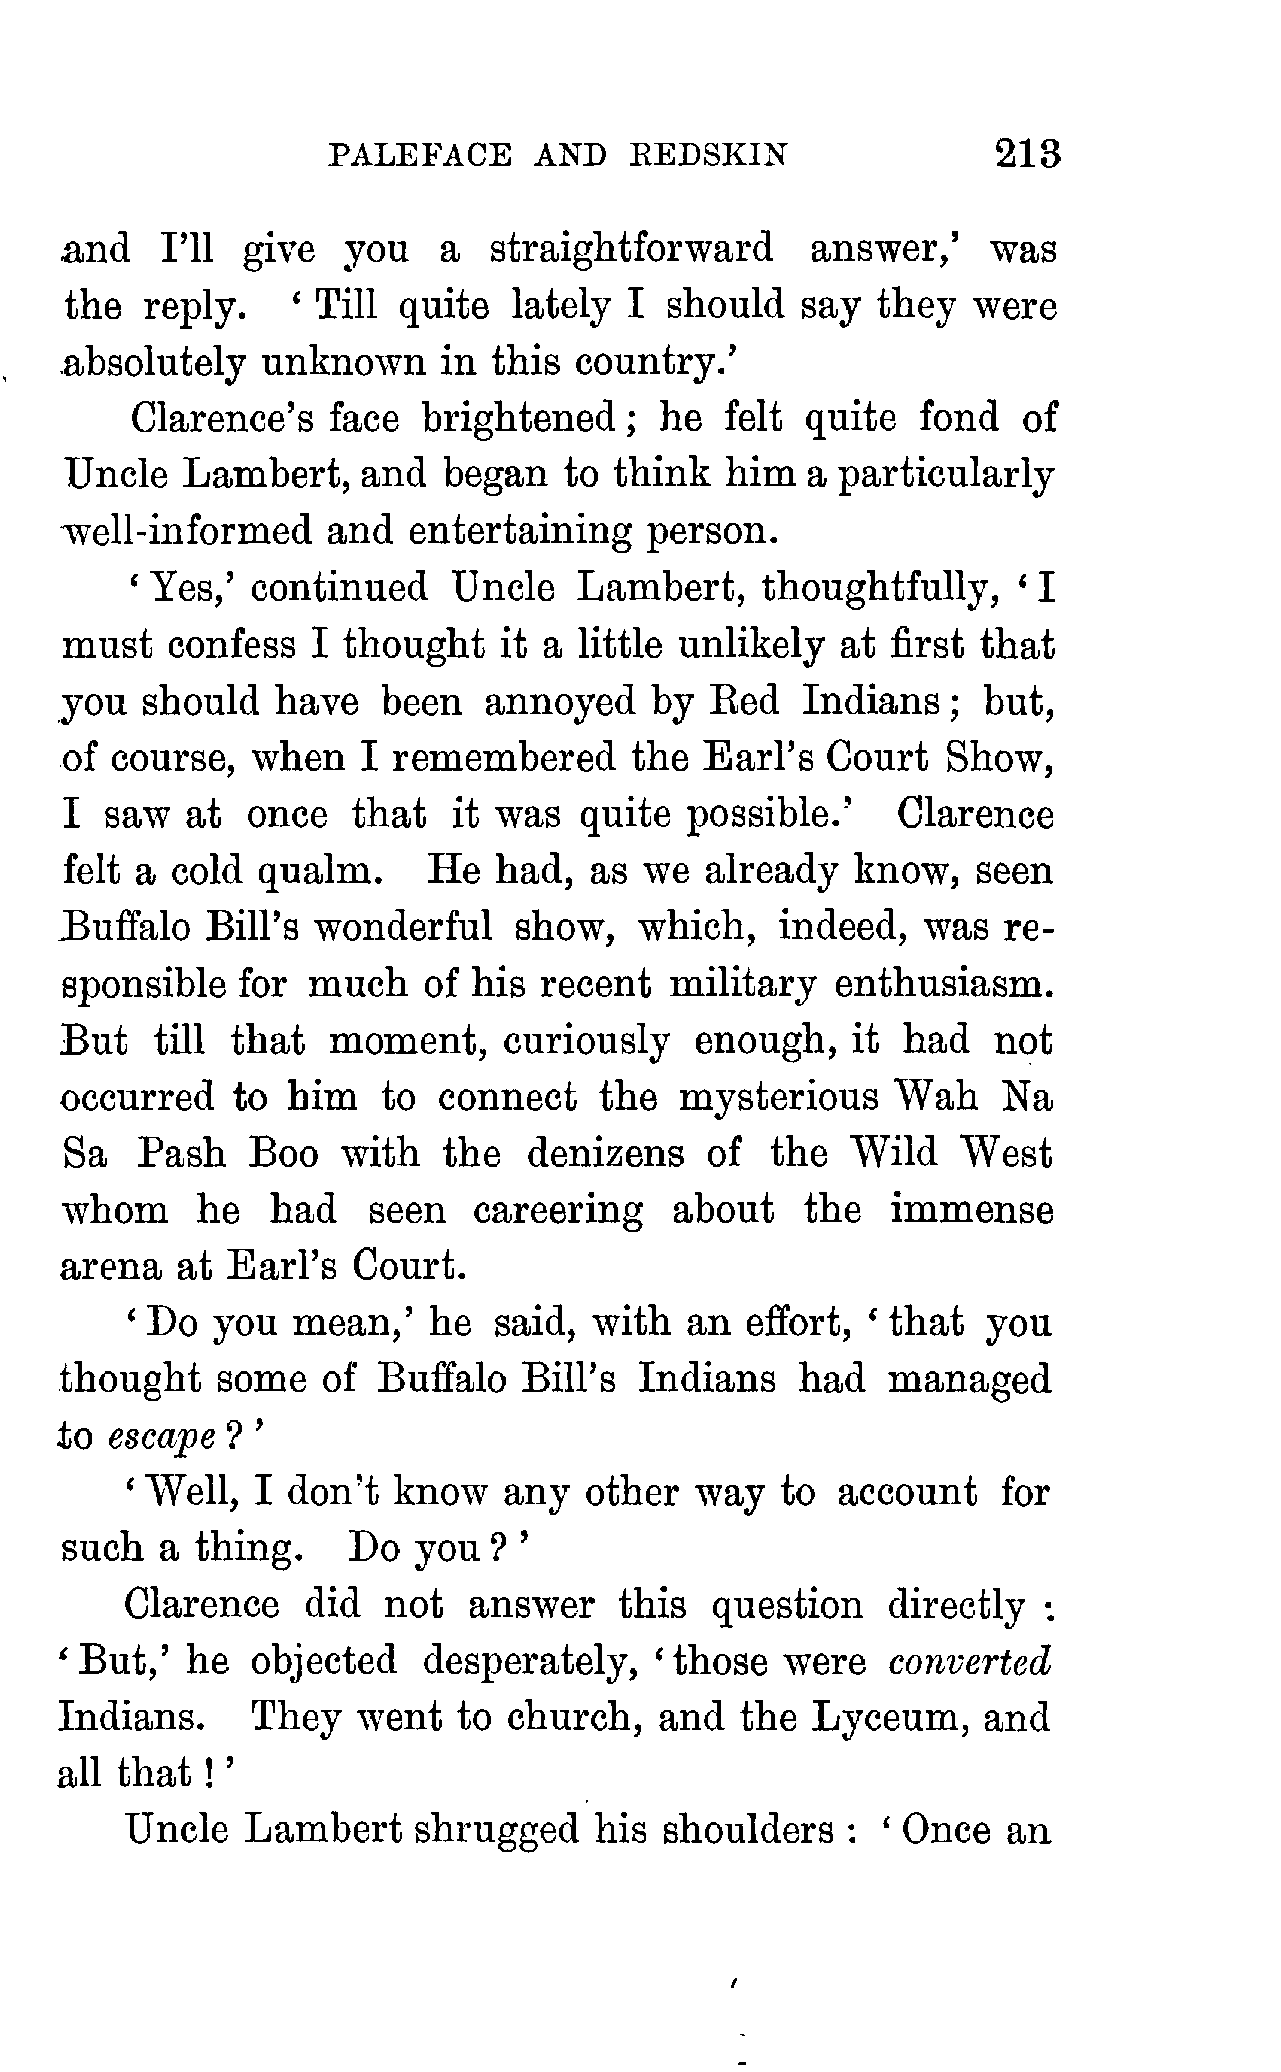 PALEFACE AND REDSKIN 213
and I'll give you a straightforward answer,' was
the reply. ' Till quite lately I should say they were
absolutely unknown in this country.'
Clarence's face brightened ; he felt quite fond of
Uncle Lambert, and began to think him a particularly
well-informed and entertaining person.
' Yes,' continued Uncle Lambert, thoughtfully, ' I
must confess I thought it a little unlikely at first that
you should have been annoyed by Red Indians ; but,
of course, when I remembered the Earl's Court Show,
I saw at once that it was quite possible.' Clarence
felt a cold qualm. He had, as we already know, seen
Buffalo Bill's wonderful show, which, indeed, was re-
sponsible for much of his recent military enthusiasm.
But till that moment, curiously enough, it had not
occurred to him to connect the mysterious Wah Na
Sa Pash Boo with the denizens of the Wild West
whom he had seen careering about the immense
arena at Earl's Court.
' Do you mean,' he said, with an effort, ' that you
thought some of Buffalo Bill's Indians had managed
to escape ? '
' Well, I don't know any other way to account for
such a thing. Do you ? '
Clarence did not answer this question directly :
' But,' he objected desperately, ' those were converted
Indians. They went to church, and the Lyceum, and
all that ! '
Uncle Lambert shrugged his shoulders : ' Once an